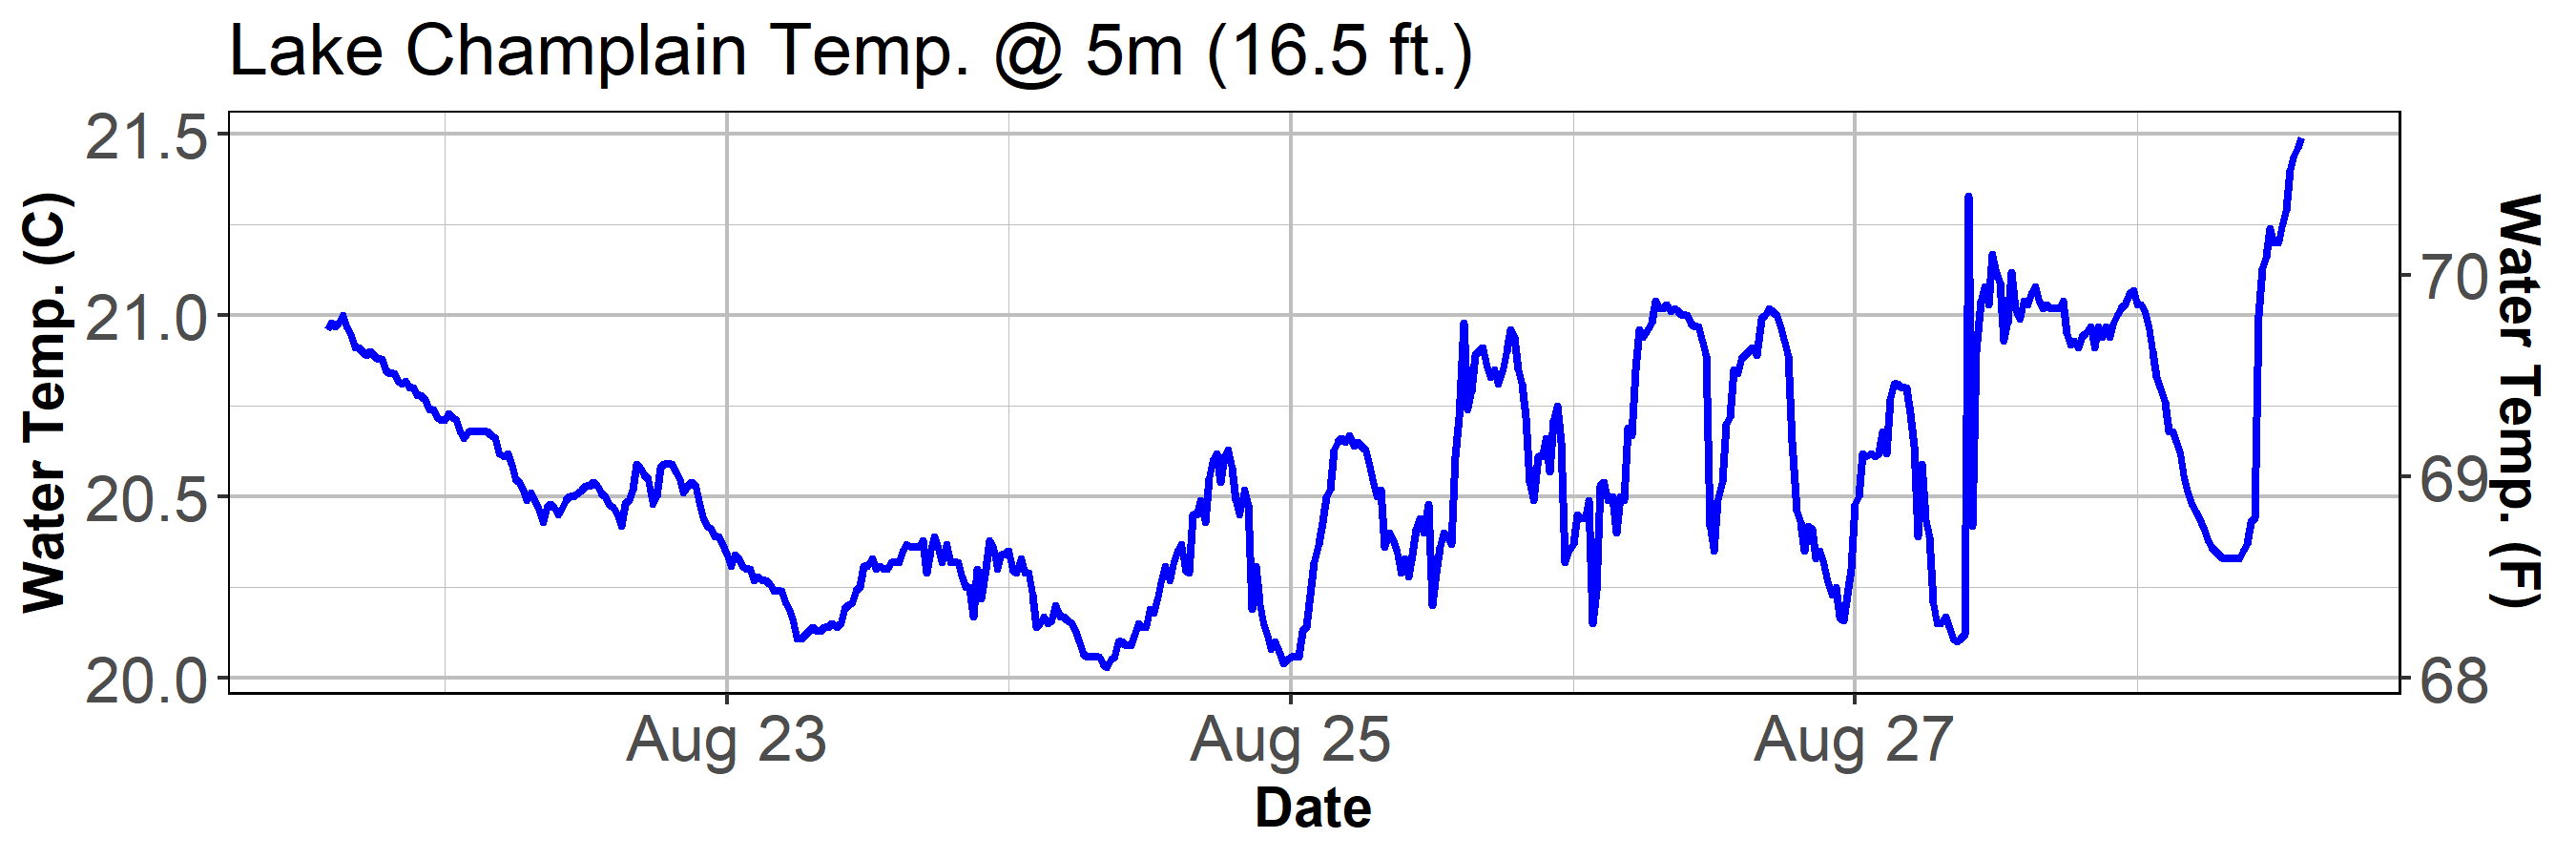 Lake Champlain Temp. @ 5m (16.5 ft.)
Water Temp. (C)
21.5
21.0
20.5
20.0
70
69
68
Water Temp. (F)
Aug 23 Aug 25 Aug 27
Date